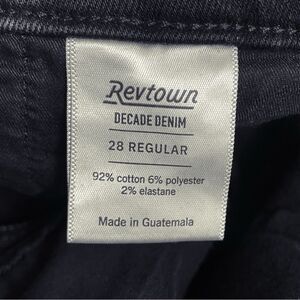 Revtown
DECADE DENIM
28 REGULAR
92% cotton 6% polyester
2% elastane
Made in Guatemala